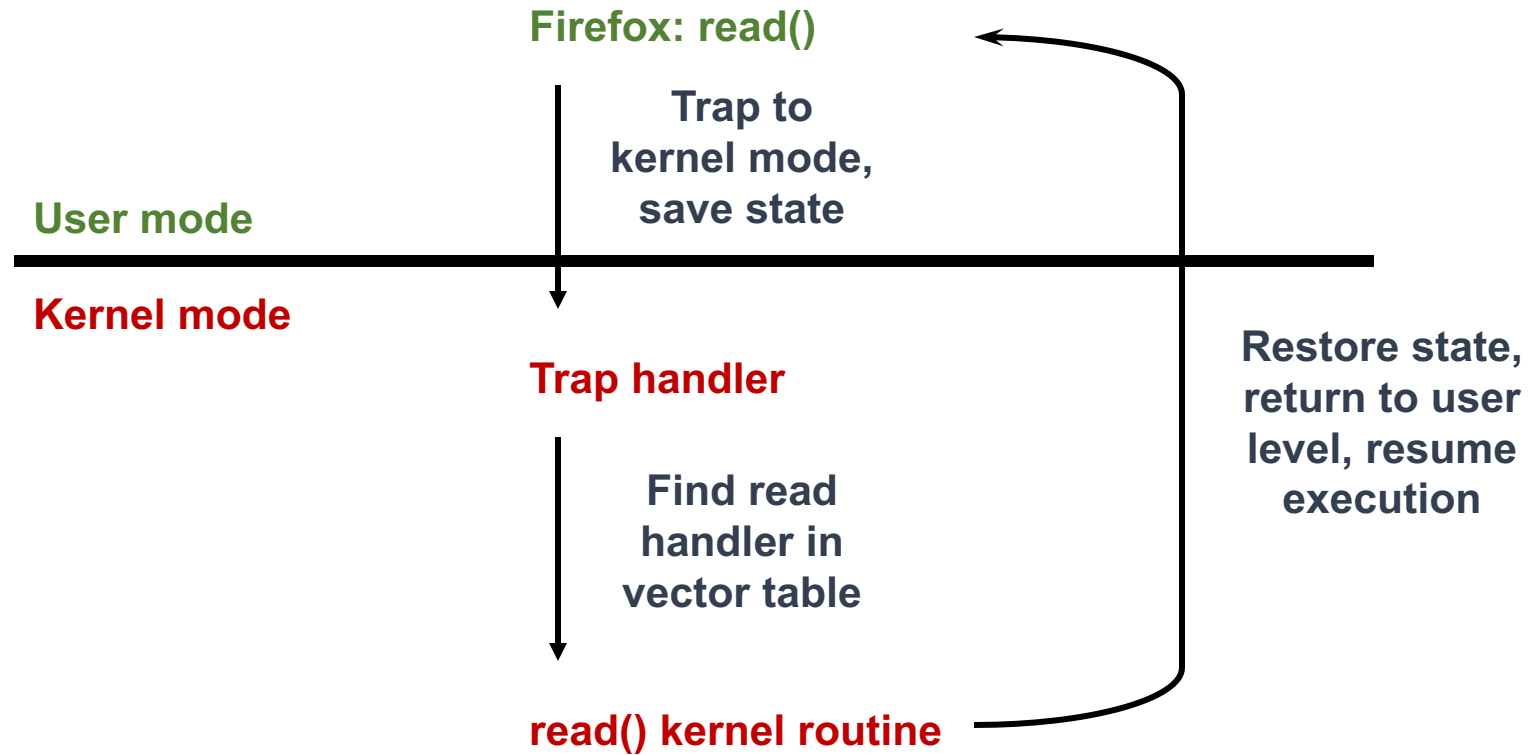 Firefox: read()
Trap to
kernel mode,
save state
User mode
Kernel mode
Trap handler
Restore state,
return to user
level, resume
execution
Find read
handler in
vector table
read() kernel routine